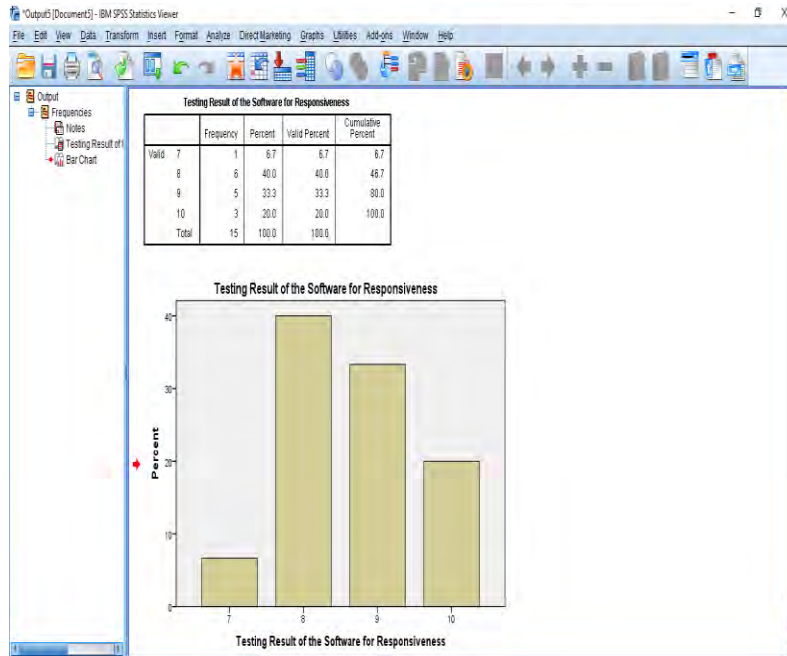 *Output5 [Document5] - IBM SPSS Statistics Viewer
File Edit View Data Transform Insert Format Analyze Direct Marketing Graphs Utilities Add-ons Window Help
Output
Frequencies
Notes
Testing Result of
Bar Chart
Testing Result of the Software for Responsiveness
Frequency Percent Valid Percent Cumulative Percent
Valid 7 1 6.7 6.7 6.7
8 6 40.0 40.0 46.7
9 5 33.3 33.3 80.0
10 3 20.0 20.0 100.0
Total 15 100.0 100.0
Testing Result of the Software for Responsiveness
Percent
40
30
20
10
0
7 8 9 10
Testing Result of the Software for Responsiveness